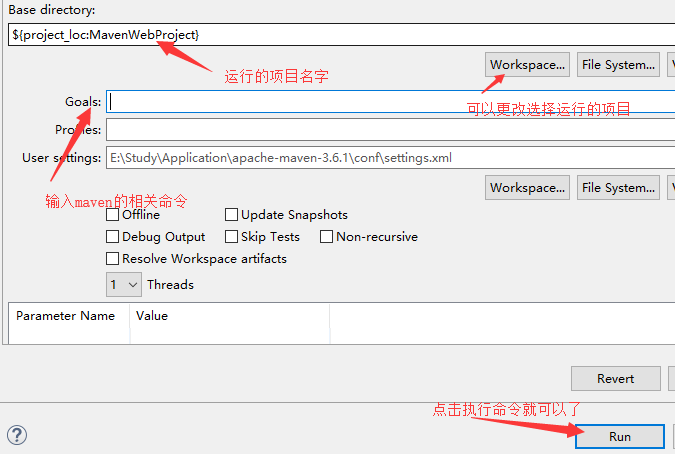 Base directory:
${project_loc:MavenWebProject}
运行的项目名字
Workspace... File System...
可以更改选择运行的项目
Goals:
Profiles:
User settings: E:\Study\Application\apache-maven-3.6.1\conf\settings.xml
Workspace... File System...
输入maven的相关命令
Offline Update Snapshots
Debug Output Skip Tests Non-recursive
Resolve Workspace artifacts
1 Threads
Parameter Name Value
Revert
点击执行命令就可以了
Run